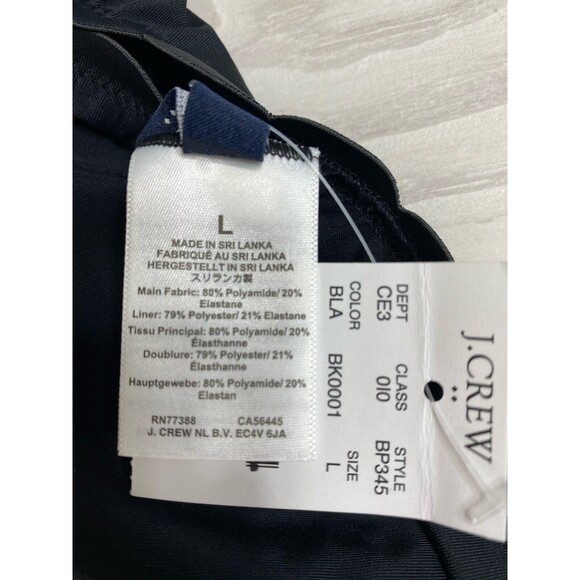 L
MADE IN SRI LANKA
FABRIQUÉ AU SRI LANKA
HERGESTELLT IN SRI LANKA
スリランカ製
Main Fabric: 80% Polyamide/ 20%
Elastane
Liner: 79% Polyester/ 21% Elastane
Tissu Principal: 80% Polyamide/ 20%
Élasthanne
Doublure: 79% Polyester/ 21%
Élasthanne
Hauptgewebe: 80% Polyamide/ 20%
Elastan
RN77388 CA56445
J. CREW NL B.V. EC4V 6JA
J.CREW
DEPT CLASS STYLE
CE3 0I0 BP345
COLOR SIZE
BLA BK0001 L